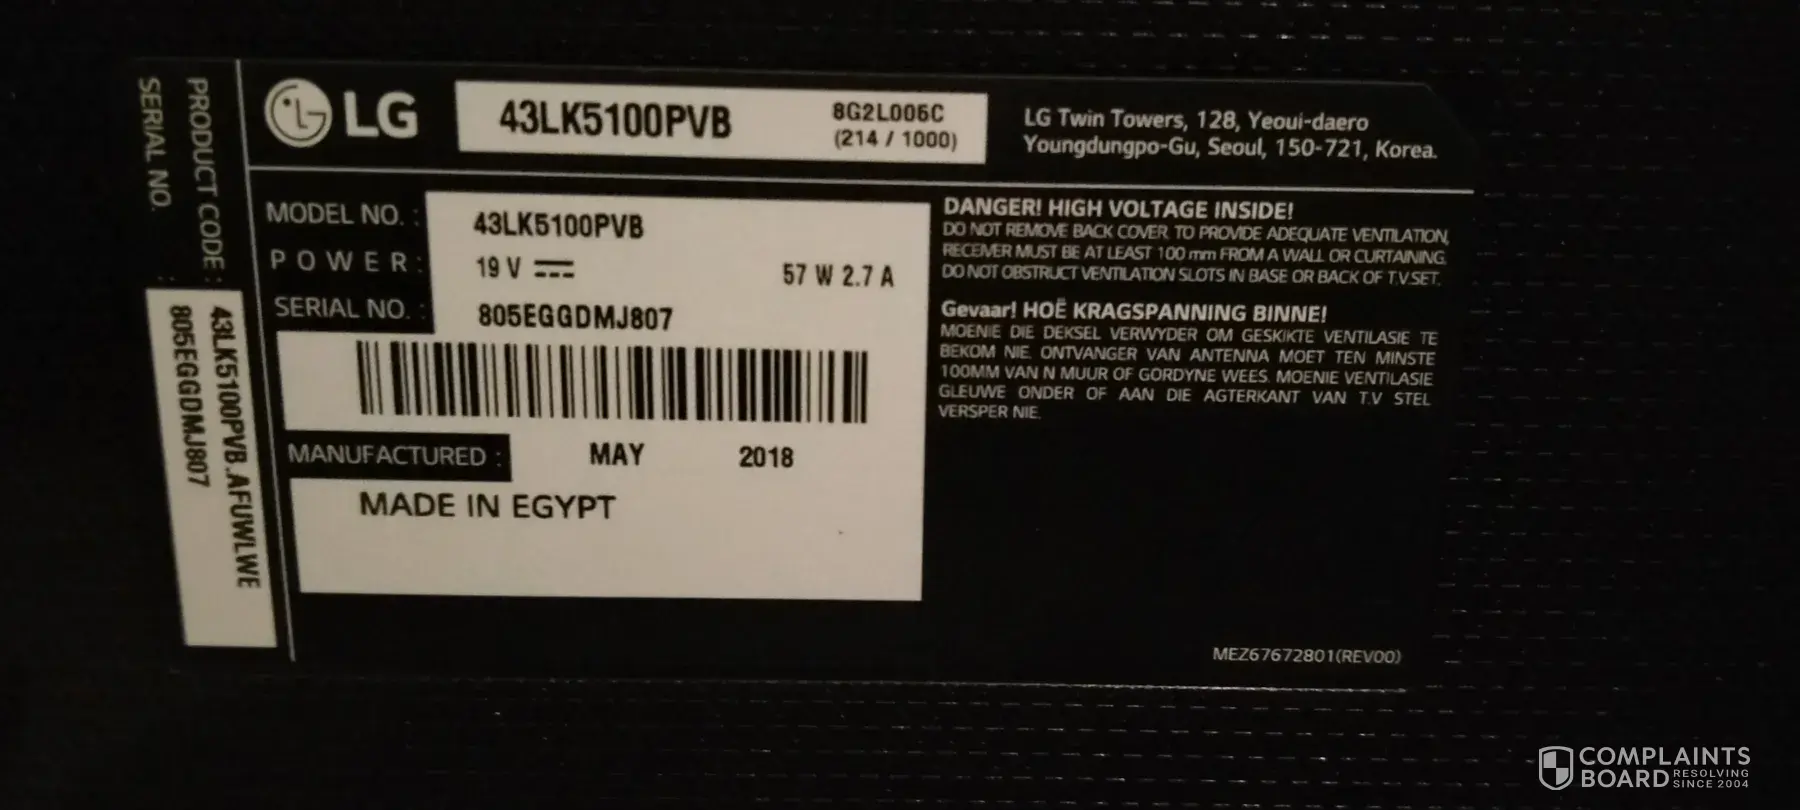 LG
43LK5100PVB
8G2L006C
(214 / 1000)
LG Twin Towers, 128, Yeoui-daero
Youngdungpo-Gu, Seoul, 150-721, Korea.
PRODUCT CODE :
SERIAL NO. :
43LK5100PVB.AFUWLWE
805EGGDMJ807
MODEL NO. : 43LK5100PVB
POWER : 19 V 57 W 2.7 A
SERIAL NO. : 805EGGDMJ807
MANUFACTURED : MAY 2018
MADE IN EGYPT
DANGER! HIGH VOLTAGE INSIDE!
DO NOT REMOVE BACK COVER. TO PROVIDE ADEQUATE VENTILATION,
RECEIVER MUST BE AT LEAST 100 mm FROM A WALL OR CURTAINING.
DO NOT OBSTRUCT VENTILATION SLOTS IN BASE OR BACK OF T.V.SET.
Gevaar! HOË KRAGSPANNING BINNE!
MOENIE DIE DEKSEL VERWYDER OM GESKIKTE VENTILASIE TE
BEKOM NIE. ONTVANGER VAN ANTENNA MOET TEN MINSTE
100MM VAN N MUUR OF GORDYNE WEES. MOENIE VENTILASIE
GLEUWE ONDER OF AAN DIE AGTERKANT VAN T.V STEL
VERSPER NIE.
MEZ67672801(REV00)
COMPLAINTS
BOARD RESOLVING
SINCE 2004